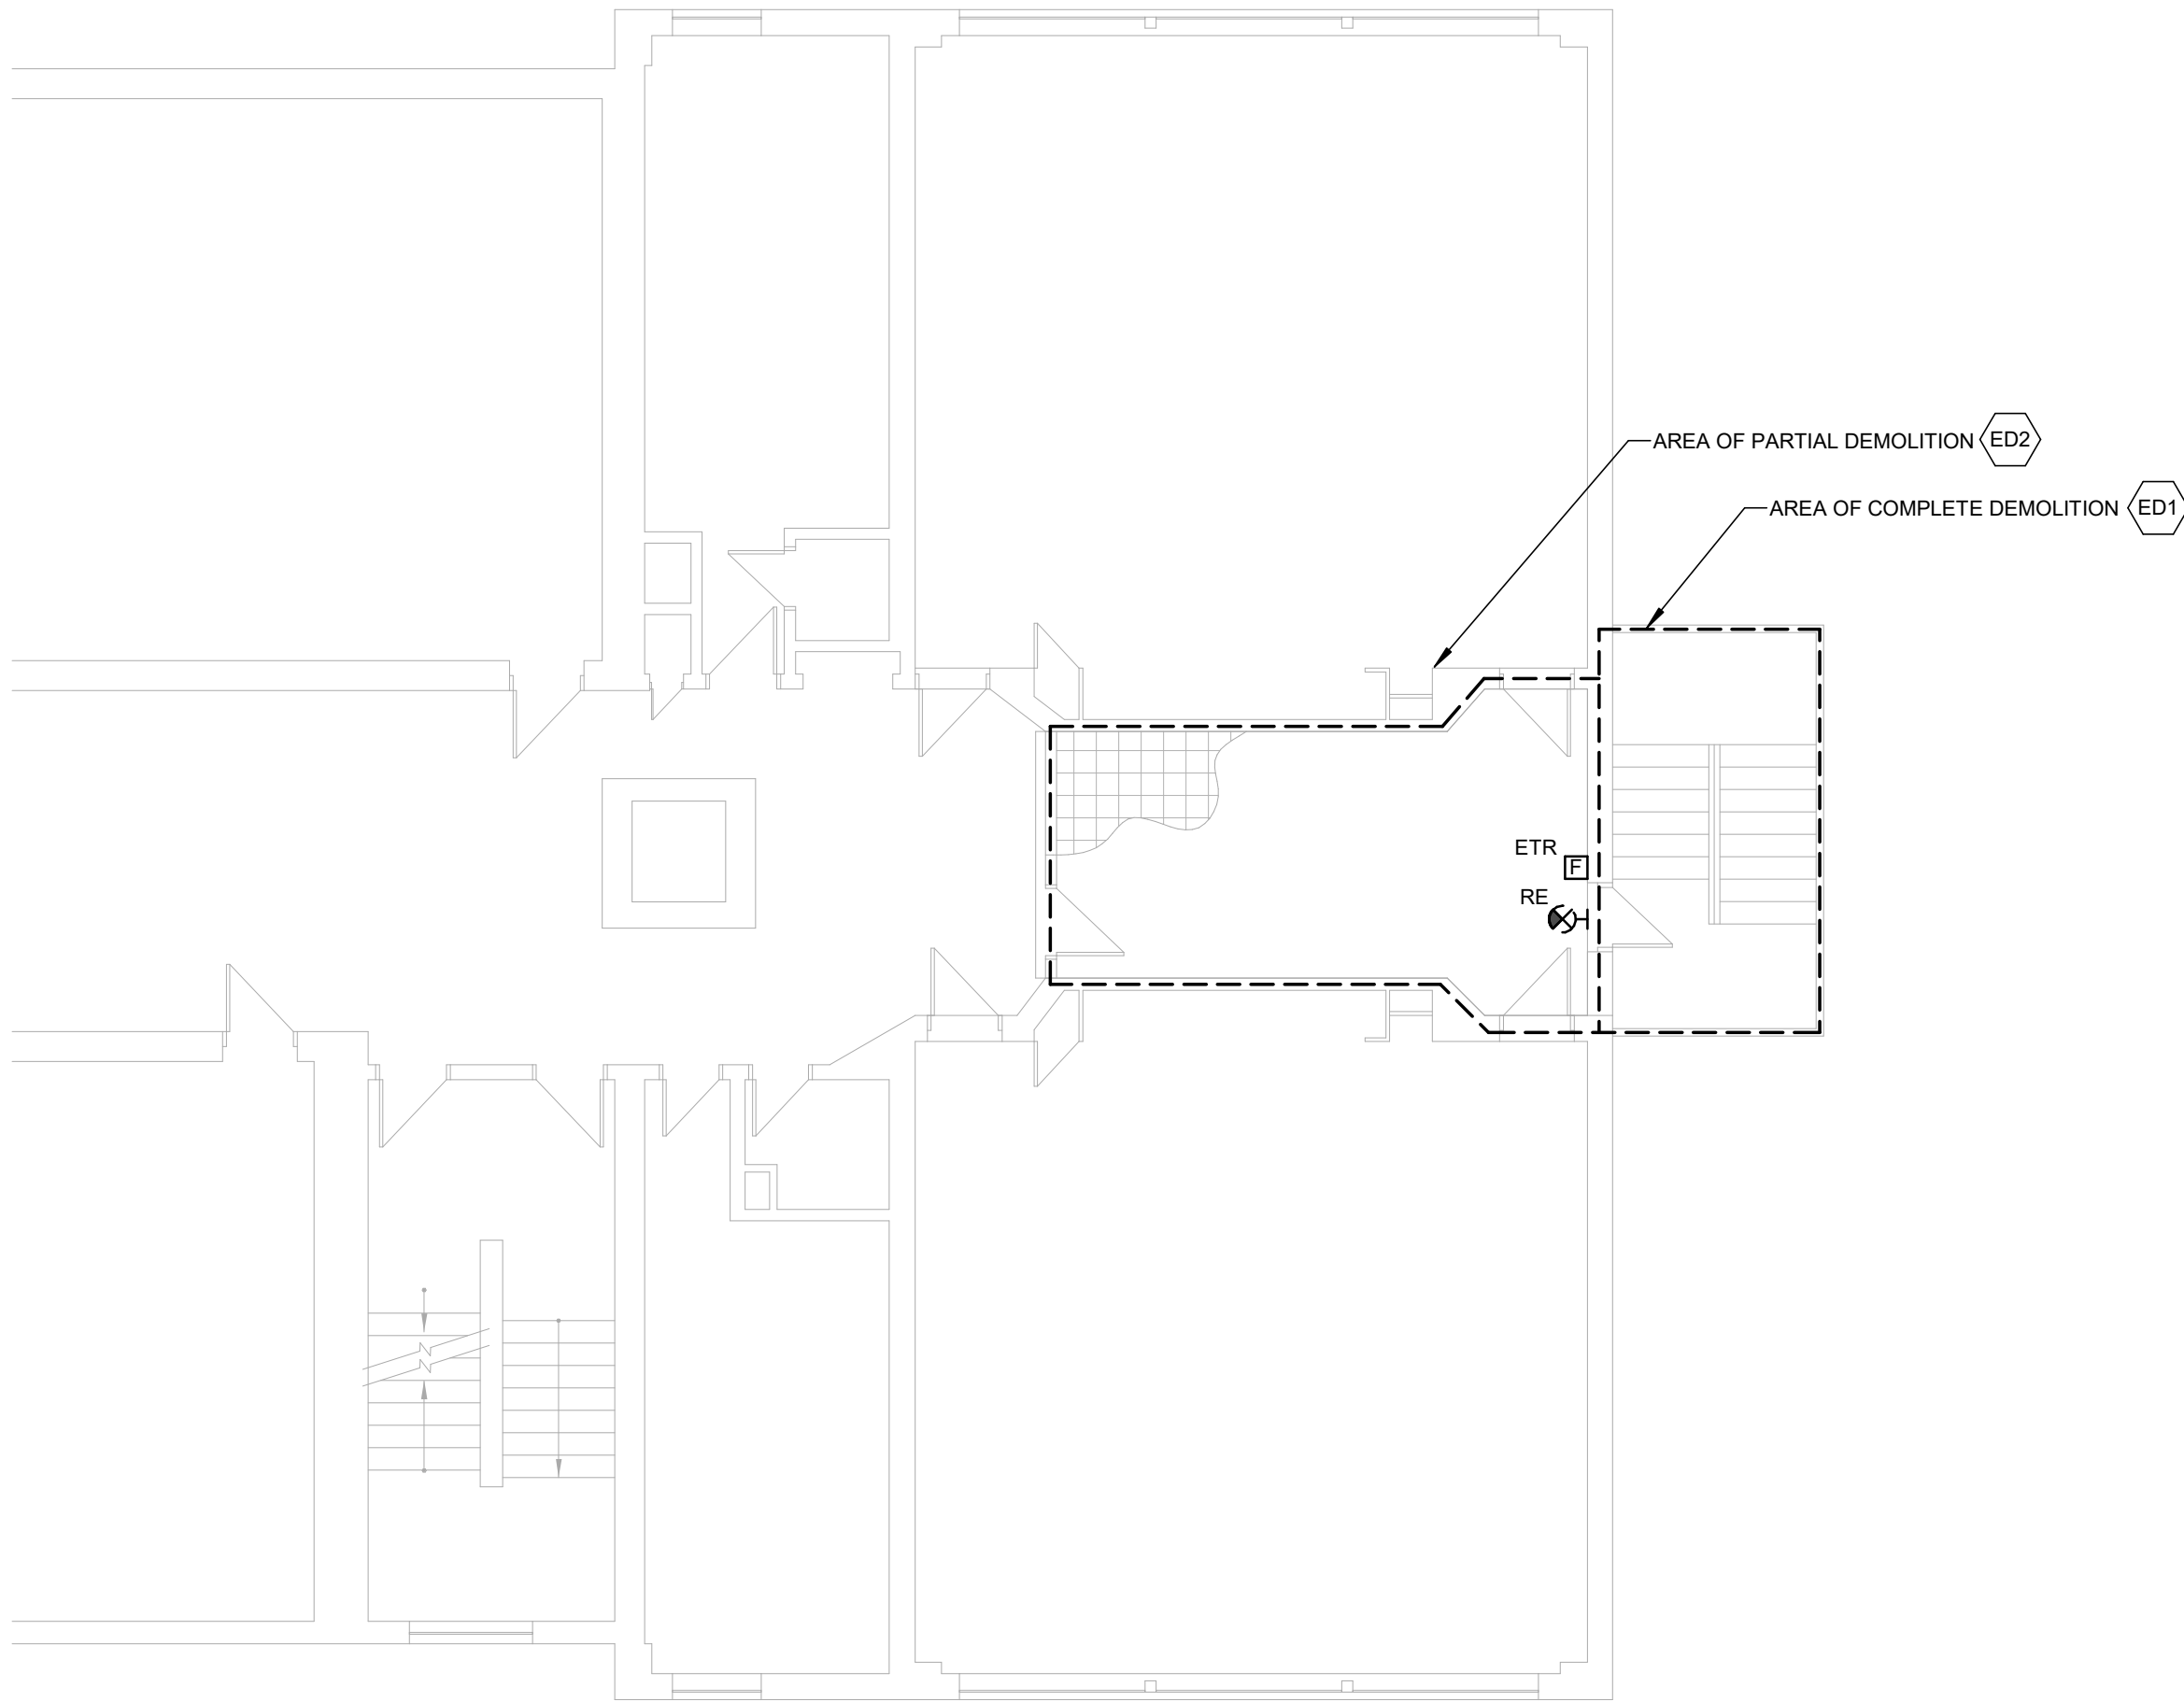 AREA OF PARTIAL DEMOLITION ED2
AREA OF COMPLETE DEMOLITION ED1
ETR
F
RE